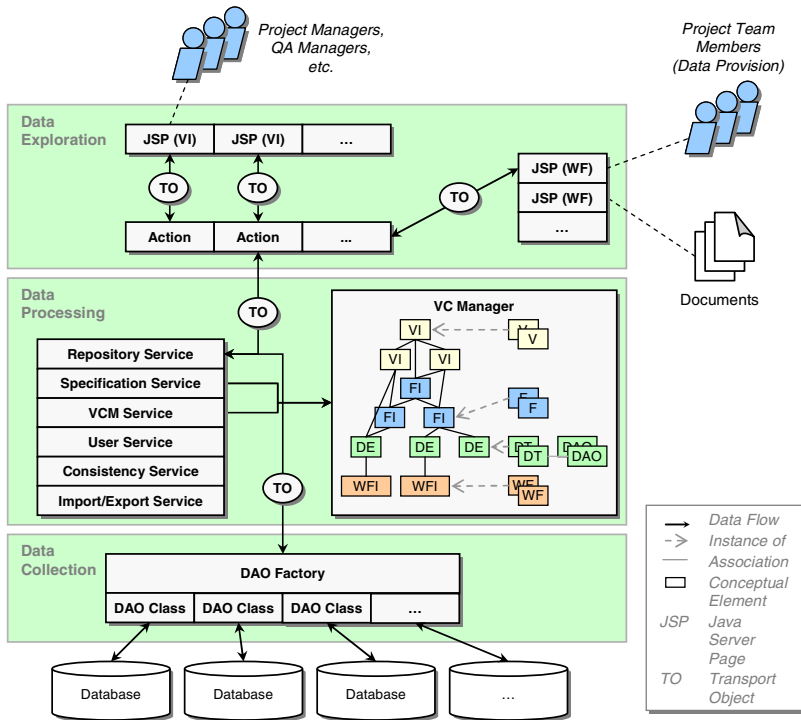 Project Managers,
QA Managers,
etc.
Project Team
Members
(Data Provision)
Data
Exploration
JSP (VI)
JSP (VI)
...
TO
TO
TO
JSP (WF)
JSP (WF)
...
Action
Action
...
Documents
Data
Processing
TO
VC Manager
Repository Service
Specification Service
VCM Service
User Service
Consistency Service
Import/Export Service
VI
V
V
VI
VI
FI
F
F
FI
FI
DE
DE
DE
DT
DT
DAO
DAO
WFI
WFI
WF
WF
TO
Data
Collection
DAO Factory
DAO Class
DAO Class
DAO Class
...
Database
Database
Database
...
Data Flow
Instance of
Association
Conceptual
Element
JSP Java
Server
Page
TO Transport
Object